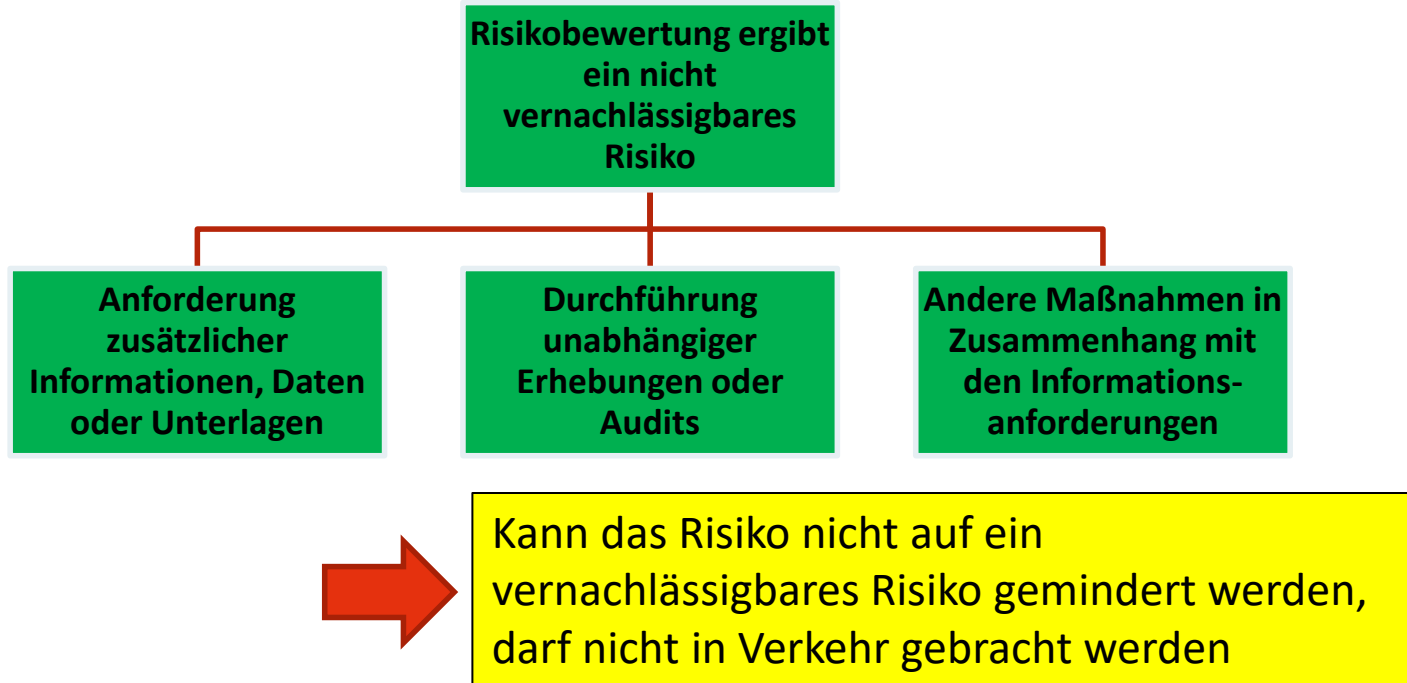 Risikobewertung ergibt
ein nicht
vernachlässigbares
Risiko
Anforderung
zusätzlicher
Informationen, Daten
oder Unterlagen
Durchführung
unabhängiger
Erhebungen oder
Audits
Andere Maßnahmen in
Zusammenhang mit
den Informations-
anforderungen
Kann das Risiko nicht auf ein
vernachlässigbares Risiko gemindert werden,
darf nicht in Verkehr gebracht werden